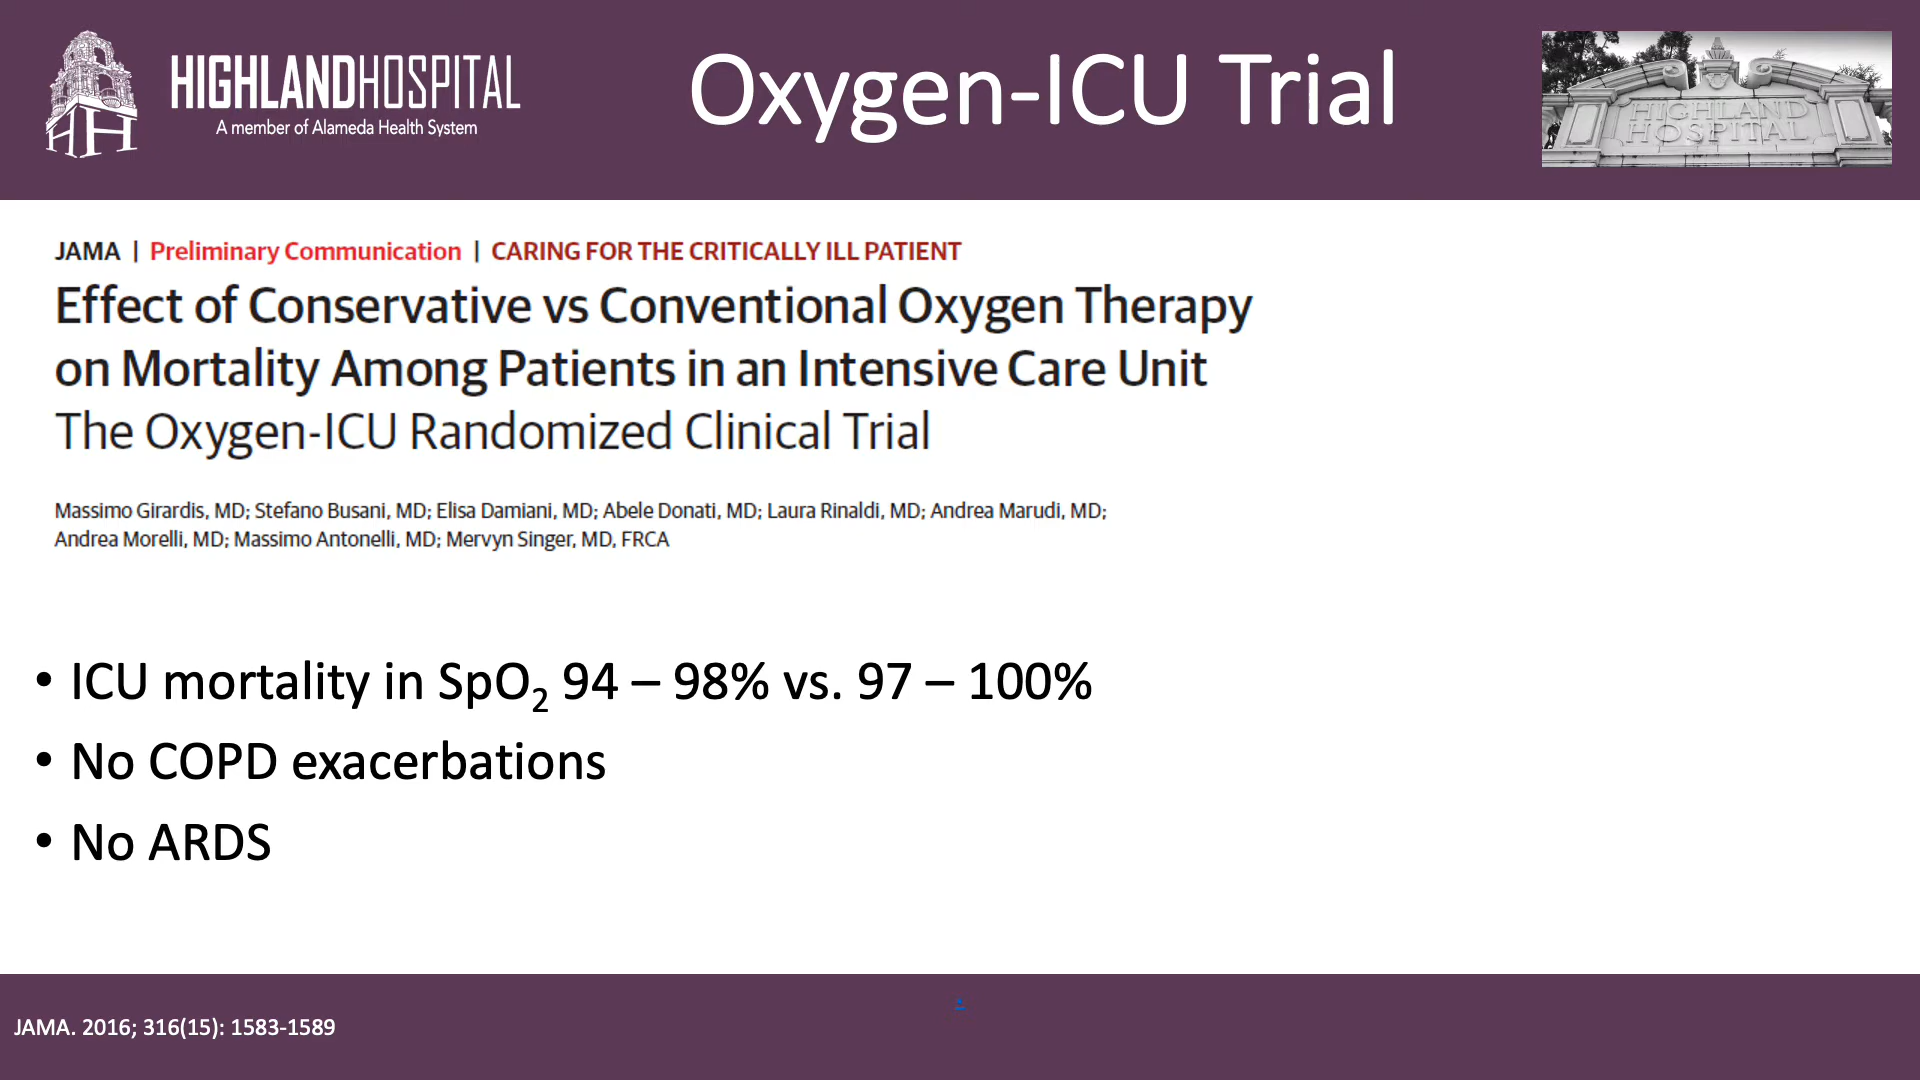 HIGHLANDHOSPITAL
A member of Alameda Health System
Oxygen-ICU Trial
HIGHLAND
HOSPITAL
JAMA | Preliminary Communication | CARING FOR THE CRITICALLY ILL PATIENT
Effect of Conservative vs Conventional Oxygen Therapy
on Mortality Among Patients in an Intensive Care Unit
The Oxygen-ICU Randomized Clinical Trial
Massimo Girardis, MD; Stefano Busani, MD; Elisa Damiani, MD; Abele Donati, MD; Laura Rinaldi, MD; Andrea Marudi, MD;
Andrea Morelli, MD; Massimo Antonelli, MD; Mervyn Singer, MD, FRCA
• ICU mortality in SpO₂ 94 – 98% vs. 97 – 100%
• No COPD exacerbations
• No ARDS
JAMA. 2016; 316(15): 1583-1589